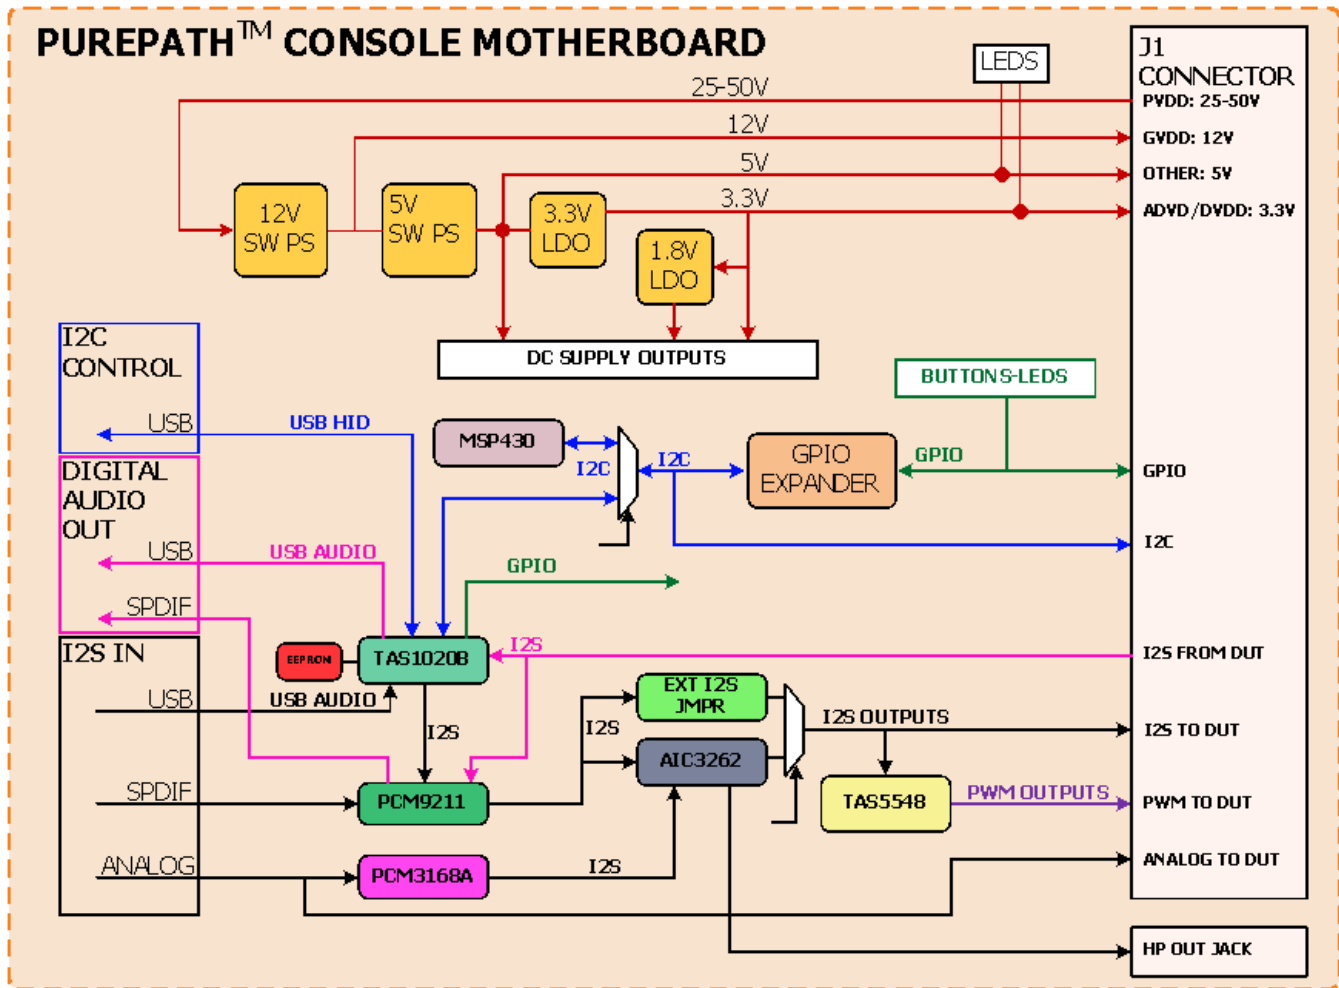 PUREPATH™ CONSOLE MOTHERBOARD
LEDS
J1
CONNECTOR
25-50V
PVDD: 25-50V
12V
GVDD: 12V
5V
OTHER: 5V
3.3V
ADVD/DVDD: 3.3V
12V
SW PS
5V
SW PS
3.3V
LDO
1.8V
LDO
DC SUPPLY OUTPUTS
I2C
CONTROL
USB
USB HID
BUTTONS-LEDS
MSP430
I2C
I2C
GPIO
EXPANDER
GPIO
GPIO
DIGITAL
AUDIO
OUT
USB
USB AUDIO
SPDIF
GPIO
I2C
I2S IN
EEPROM
TAS1020B
I2S
I2S FROM DUT
USB
USB AUDIO
I2S
EXT I2S
JMPR
I2S
I2S OUTPUTS
I2S TO DUT
AIC3262
SPDIF
PCM9211
TAS5548
PWM OUTPUTS
PWM TO DUT
ANALOG
PCM3168A
I2S
ANALOG TO DUT
HP OUT JACK